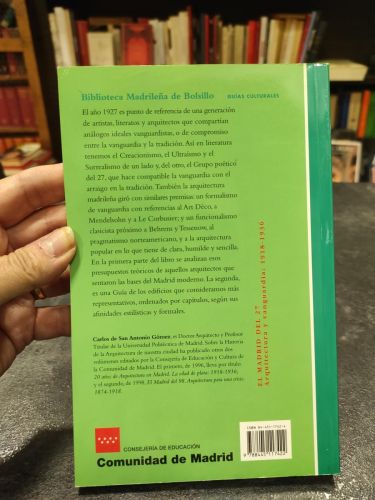 Biblioteca Madrileña de Bolsillo
GUÍAS CULTURALES
El año 1927 es punto de referencia de una generación
de artistas, literatos y arquitectos que compartían
análogos ideales vanguardistas, o de compromiso
entre la vanguardia y la tradición. Así en literatura
tenemos el Creacionismo, el Ultraísmo y el
Surrealismo de un lado y, del otro, el Grupo poético
del 27, que hace compatible la vanguardia con el
arraigo en la tradición. También la arquitectura
madrileña giró con similares premisas: un formalismo
de vanguardia con referencias al Art Déco, a
Mendelsohn y a Le Corbusier; y un funcionalismo
clasicista próximo a Behrens y Tessenow, al
pragmatismo norteamericano, y a la arquitectura
popular en lo que tiene de clara, humilde y sencilla.
En la primera parte del libro se analizan esos
presupuestos teóricos de aquellos arquitectos que
sentaron las bases del Madrid moderno. La segunda,
es una Guía de los edificios que consideramos más
representativos, ordenados por capítulos, según sus
afinidades estilísticas y formales.
Carlos de San Antonio Gómez, es Doctor Arquitecto y Profesor
Titular de la Universidad Politécnica de Madrid. Sobre la Historia
de la Arquitectura de nuestra ciudad ha publicado otros dos
volúmenes editados por la Consejería de Educación y Cultura de
la Comunidad de Madrid. El primero, de 1996, lleva por título
20 años de Arquitectura en Madrid. La edad de plata: 1918-1936;
y el segundo, de 1998, El Madrid del 98. Arquitectura para una crisis:
1874-1918.
EL MADRID DEL 27
Arquitectura y vanguardia: 1918-1936
CONSEJERÍA DE EDUCACIÓN
Comunidad de Madrid
ISBN 84-451-1742-4
9 788445 117422